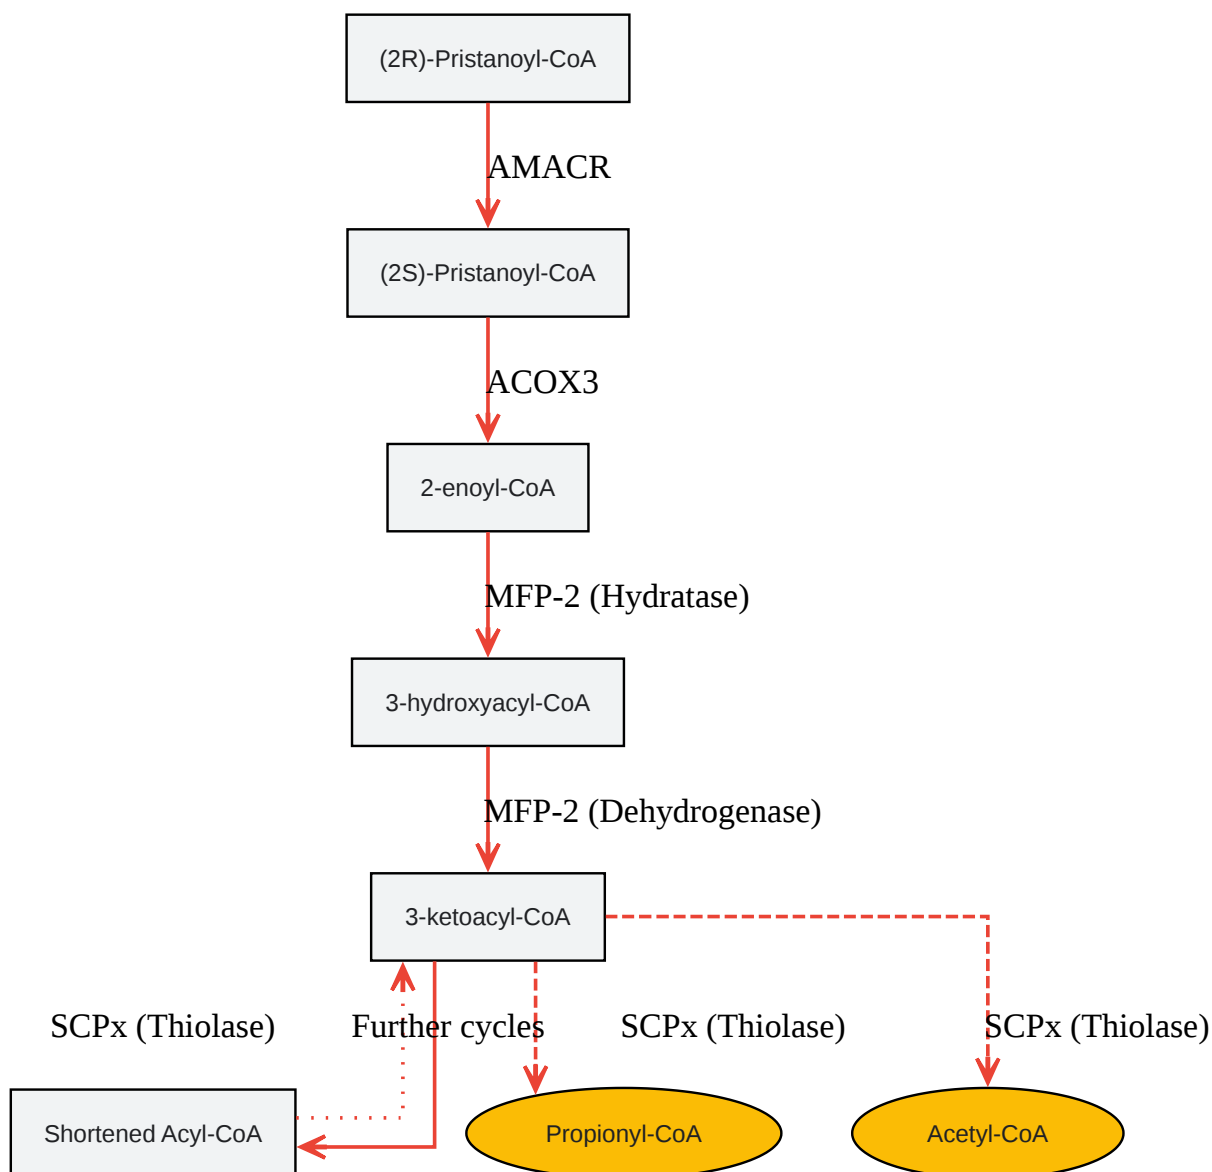 (2R)-Pristanoyl-CoA
AMACR
(2S)-Pristanoyl-CoA
ACOX3
2-enoyl-CoA
MFP-2 (Hydratase)
3-hydroxyacyl-CoA
MFP-2 (Dehydrogenase)
3-ketoacyl-CoA
SCPx (Thiolase)
Further cycles
SCPx (Thiolase)
SCPx (Thiolase)
Shortened Acyl-CoA
Propionyl-CoA
Acetyl-CoA